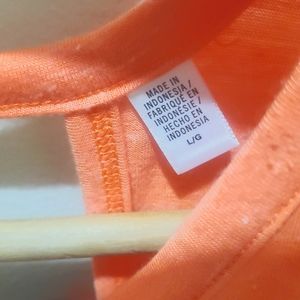 MADE IN
INDONESIA /
FABRIQUÉ EN
INDONÉSIE /
HECHO EN
INDONESIA
L/G